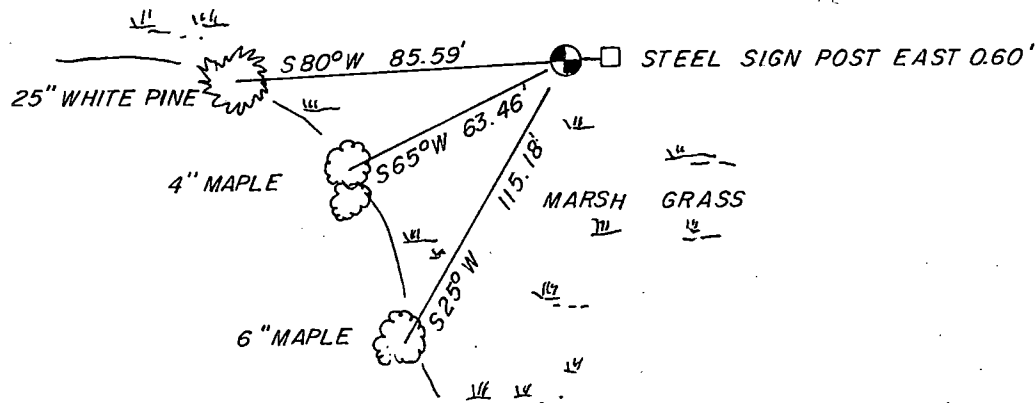 S80°W 85.59'
STEEL SIGN POST EAST 0.60'
25" WHITE PINE
S65°W 63.46'
4" MAPLE
115.18'
S25°W
MARSH GRASS
6" MAPLE